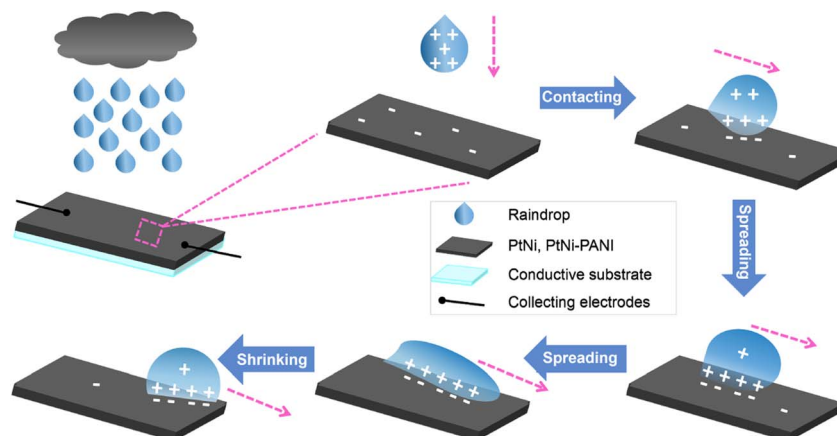 Contacting
Spreading
Raindrop
PtNi, PtNi-PANI
Conductive substrate
Collecting electrodes
Spreading
Shrinking